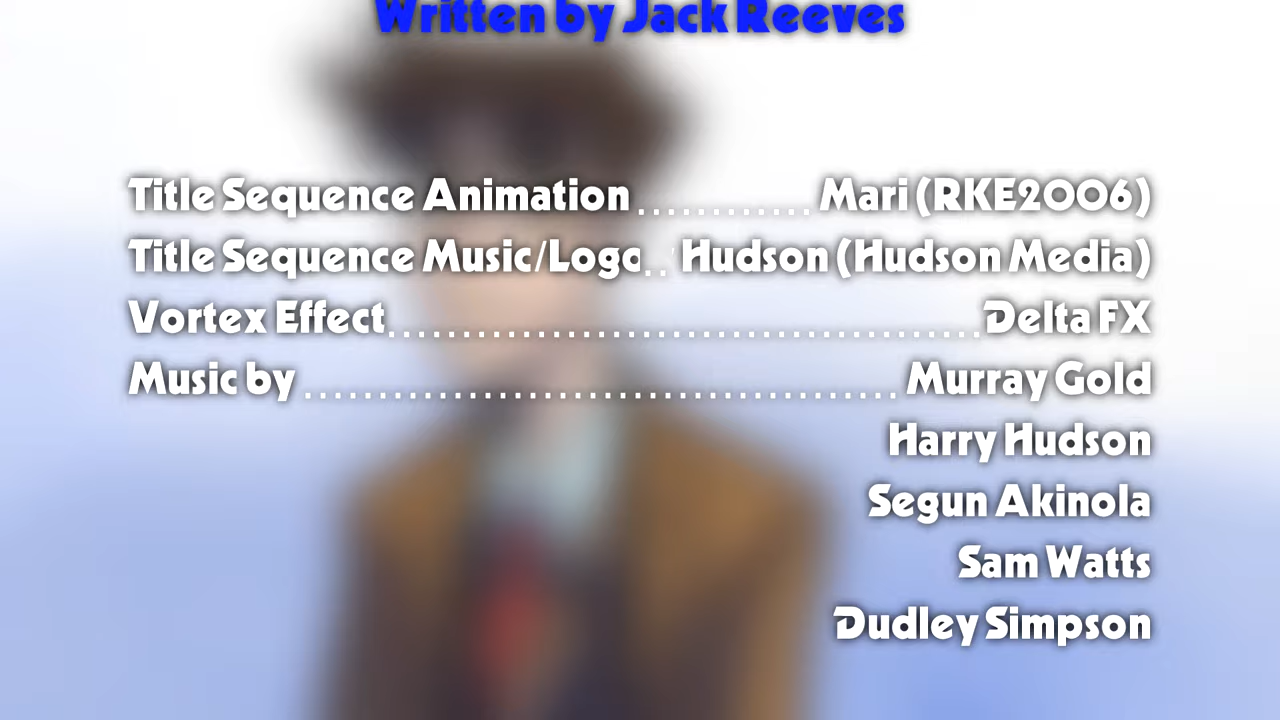 Written by Jack Reeves
Title Sequence Animation ............ Mari (RKE2006)
Title Sequence Music/Logo .. Hudson (Hudson Media)
Vortex Effect ................................ Delta FX
Music by ................................ Murray Gold
Harry Hudson
Segun Akinola
Sam Watts
Dudley Simpson